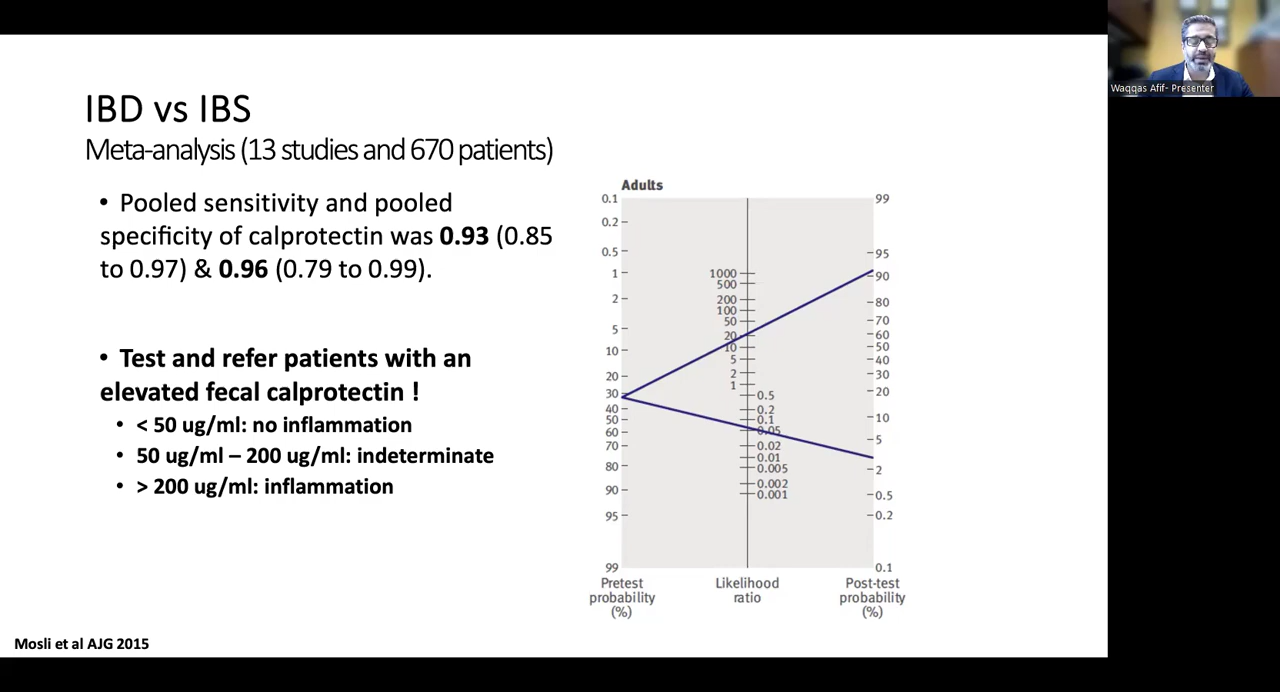 IBD vs IBS
Meta-analysis (13 studies and 670 patients)
• Pooled sensitivity and pooled
specificity of calprotectin was 0.93 (0.85
to 0.97) & 0.96 (0.79 to 0.99).
• Test and refer patients with an
elevated fecal calprotectin !
• < 50 ug/ml: no inflammation
• 50 ug/ml – 200 ug/ml: indeterminate
• > 200 ug/ml: inflammation
Mosli et al AJG 2015
Adults
0.1
0.2
0.5
1
2
5
10
20
30
40
50
60
70
80
90
95
99
Pretest
probability
(%)
1000
500
200
100
50
20
10
5
2
1
0.5
0.2
0.1
0.05
0.02
0.01
0.005
0.002
0.001
Likelihood
ratio
99
95
90
80
70
60
50
40
30
20
10
5
2
0.5
0.2
0.1
Post-test
probability
(%)
Waqqas Afif- Presenter